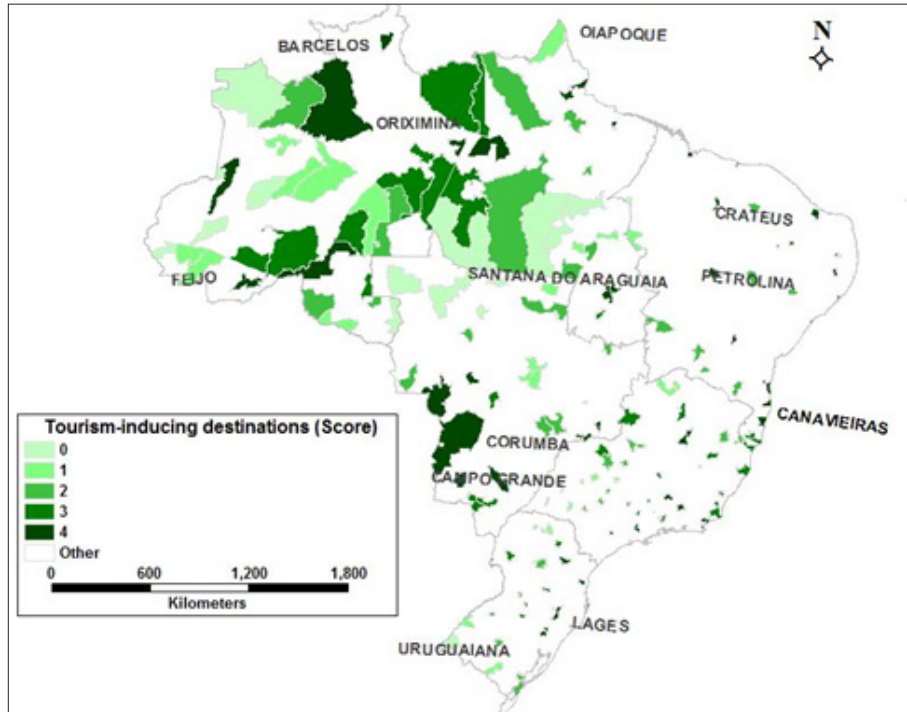 OIAPOQUE
N
BARCELOS
ORIXIMINA
CRATEUS
FEIJO
SANTANA DO ARAGUAIA
PETROLINA
CANAVIEIRAS
Tourism-inducing destinations (Score)
0
1
2
3
4
Other
0 600 1,200 1,800
Kilometers
CORUMBA
CAMPO GRANDE
LAGES
URUGUAIANA